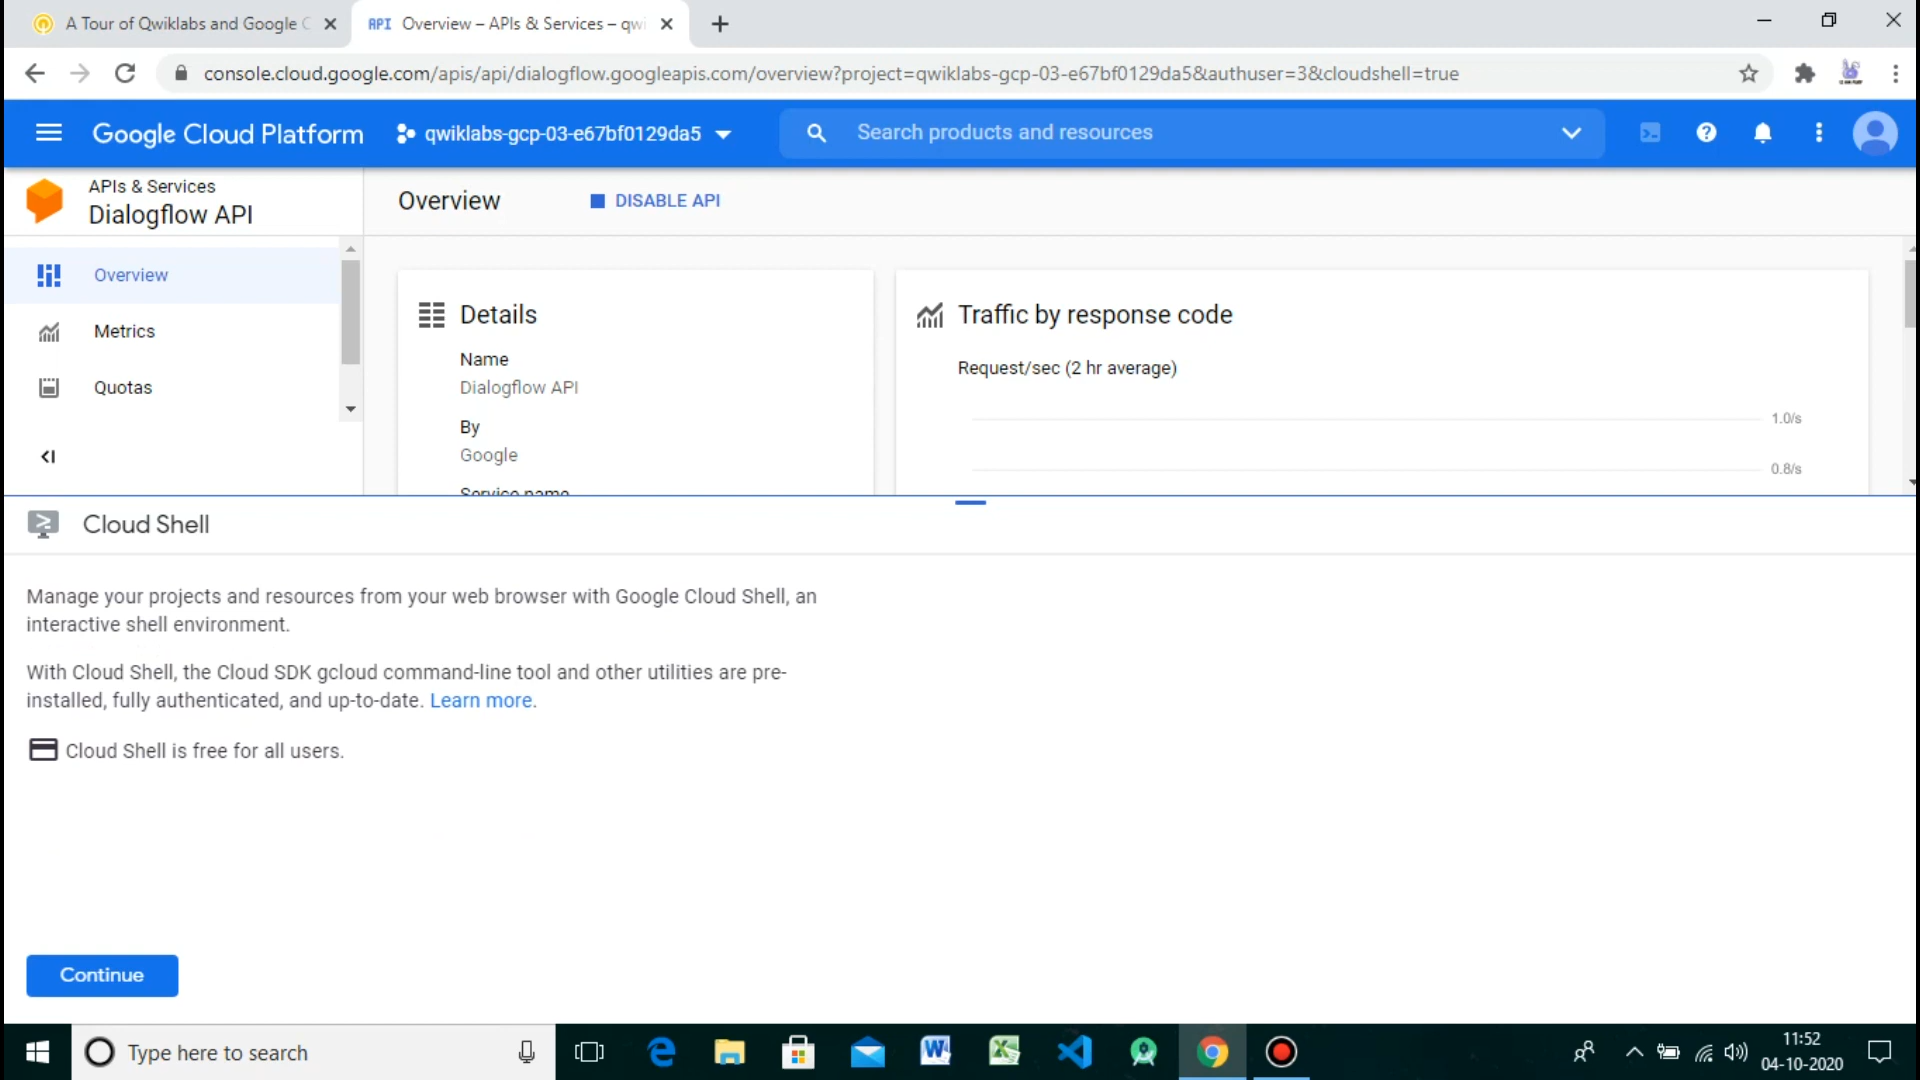 A Tour of Qwiklabs and Google C
API Overview – APIs & Services – qwi
console.cloud.google.com/apis/api/dialogflow.googleapis.com/overview?project=qwiklabs-gcp-03-e67bf0129da5&authuser=3&cloudshell=true
Google Cloud Platform
qwiklabs-gcp-03-e67bf0129da5
Search products and resources
APIs & Services
Dialogflow API
Overview
DISABLE API
Overview
Metrics
Quotas
Details
Name
Dialogflow API
By
Google
Service name
Traffic by response code
Request/sec (2 hr average)
1.0/s
0.8/s
Cloud Shell
Manage your projects and resources from your web browser with Google Cloud Shell, an
interactive shell environment.
With Cloud Shell, the Cloud SDK gcloud command-line tool and other utilities are pre-
installed, fully authenticated, and up-to-date. Learn more.
Cloud Shell is free for all users.
Continue
Type here to search
11:52
04-10-2020